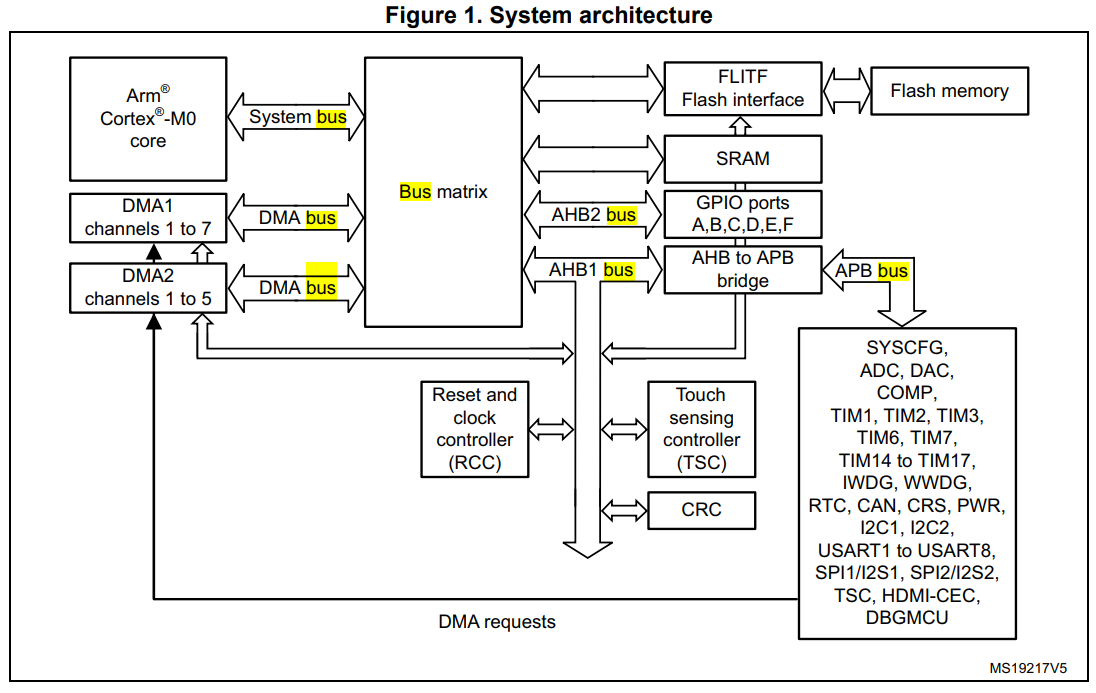 Figure 1. System architecture
Arm®
Cortex®-M0
core
System bus
Bus matrix
FLITF
Flash interface
Flash memory
SRAM
DMA1
channels 1 to 7
DMA bus
AHB2 bus
GPIO ports
A,B,C,D,E,F
DMA2
channels 1 to 5
DMA bus
AHB1 bus
AHB to APB
bridge
APB bus
Reset and
clock
controller
(RCC)
Touch
sensing
controller
(TSC)
CRC
SYSCFG,
ADC, DAC,
COMP,
TIM1, TIM2, TIM3,
TIM6, TIM7,
TIM14 to TIM17,
IWDG, WWDG,
RTC, CAN, CRS, PWR,
I2C1, I2C2,
USART1 to USART8,
SPI1/I2S1, SPI2/I2S2,
TSC, HDMI-CEC,
DBGMCU
DMA requests
MS19217V5